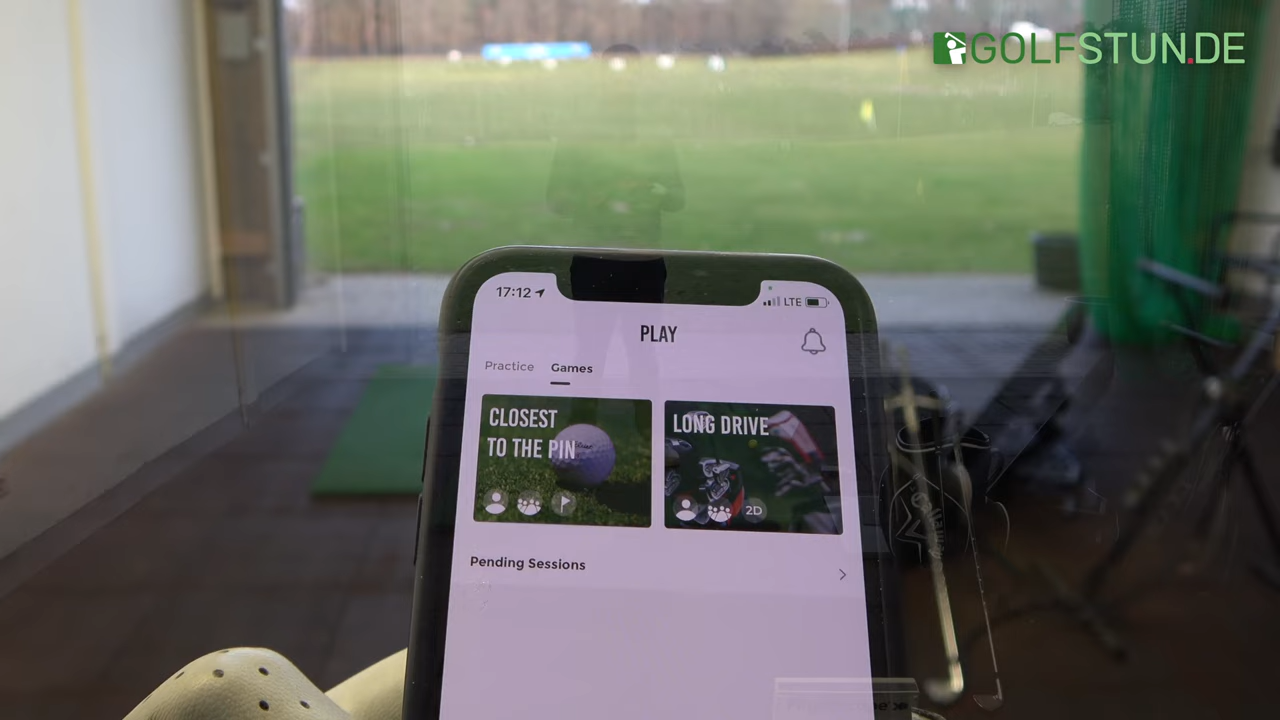 GOLFSTUN.DE
17:12
LTE
PLAY
Practice
Games
CLOSEST
TO THE PIN
LONG DRIVE
2D
Pending Sessions